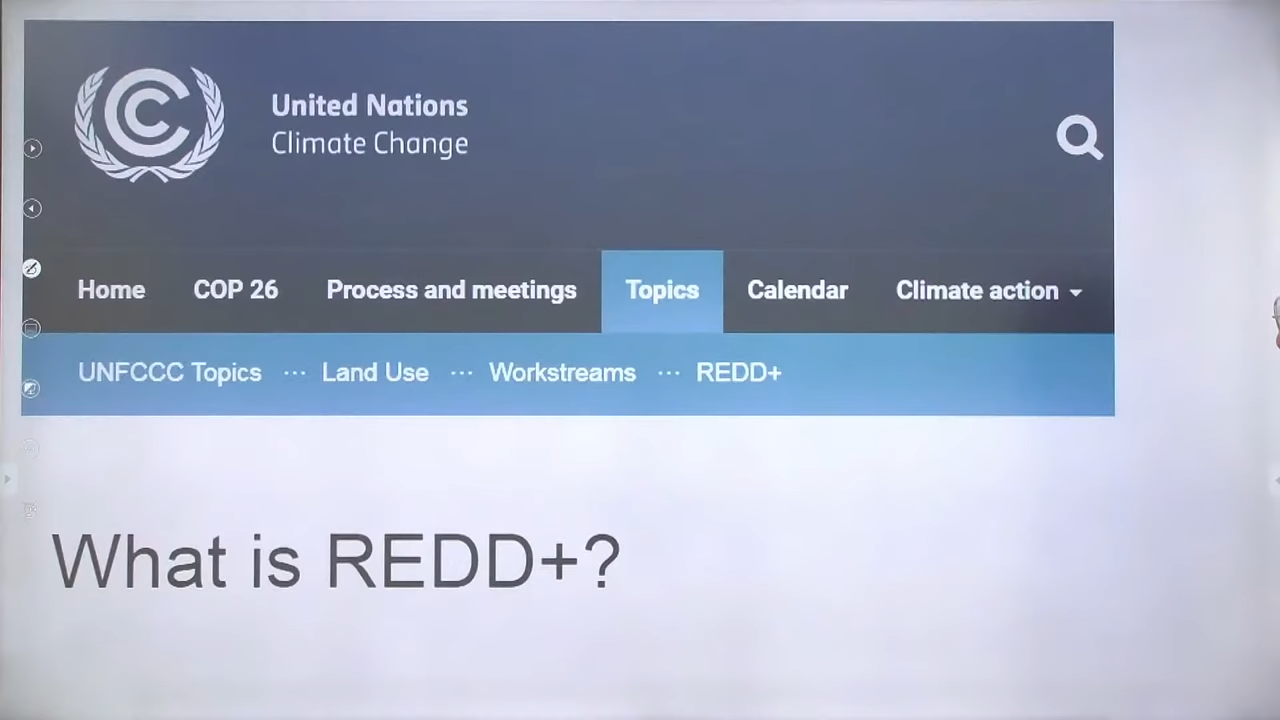 United Nations
Climate Change
Home COP 26 Process and meetings Topics Calendar Climate action
UNFCCC Topics ... Land Use ... Workstreams ... REDD+
What is REDD+?